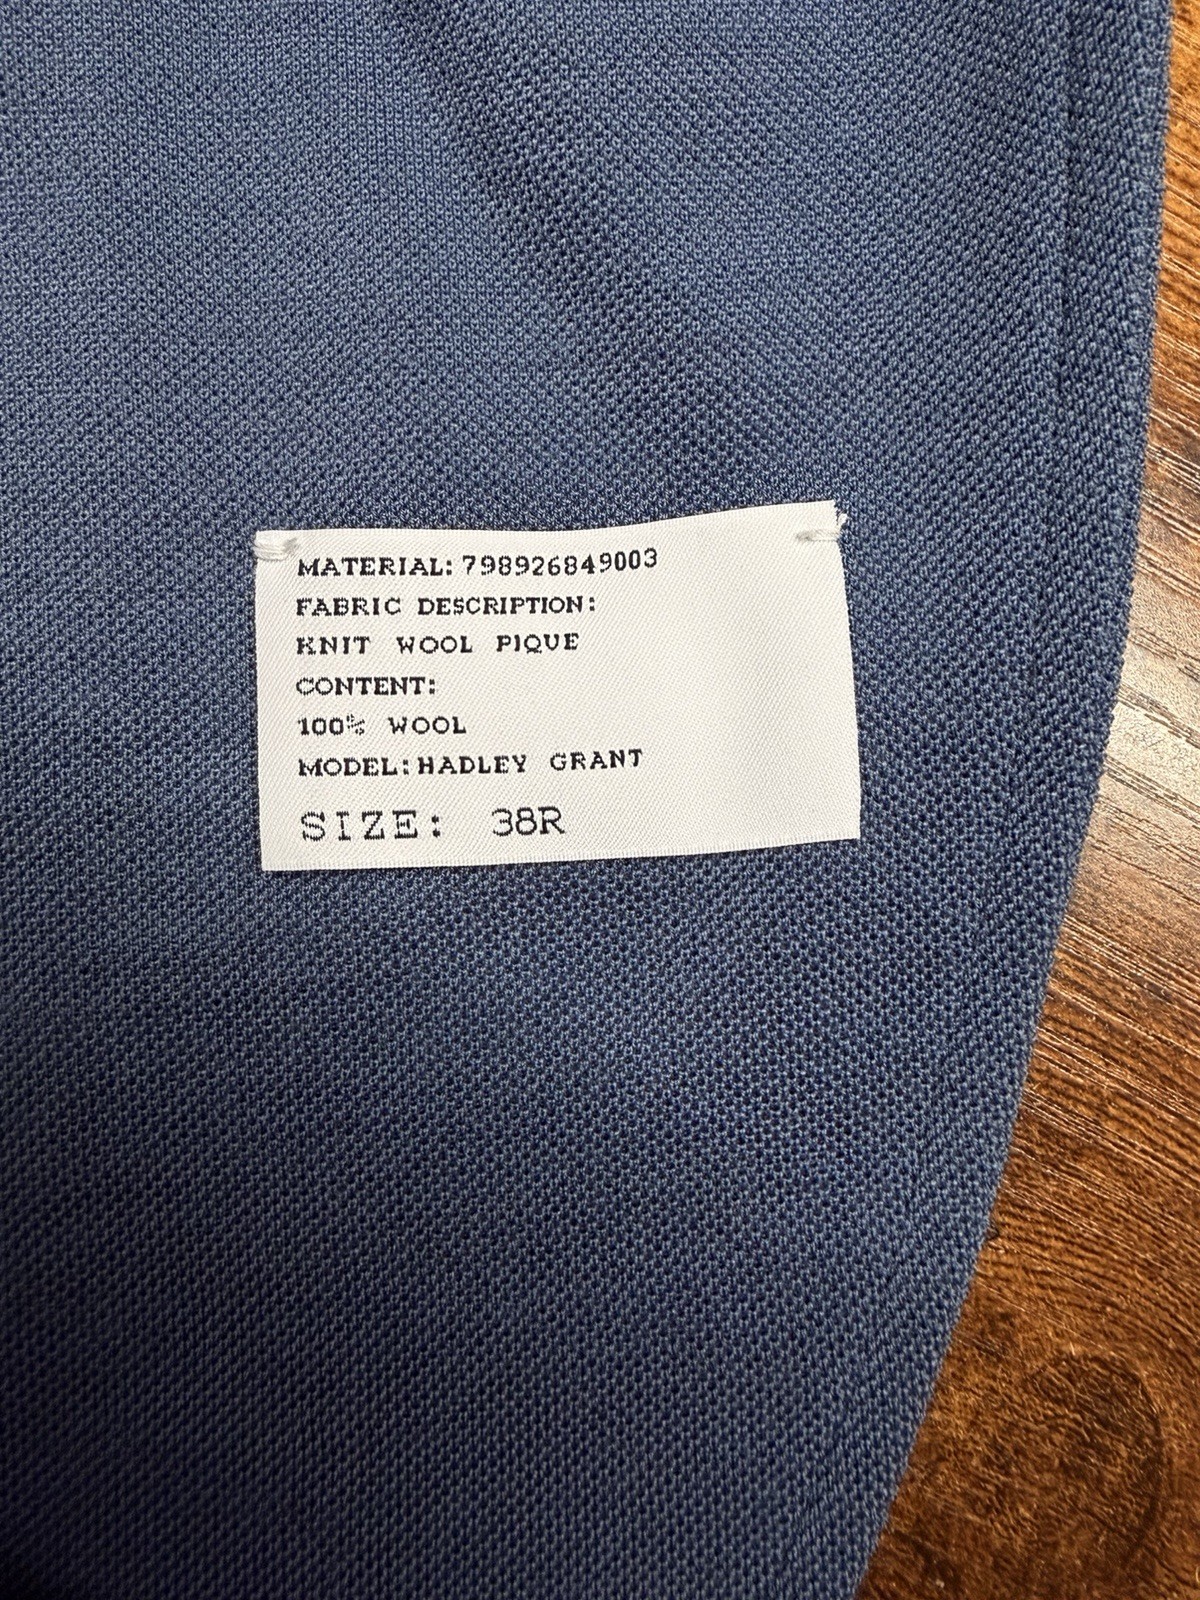 MATERIAL: 798926849003
FABRIC DESCRIPTION:
KNIT WOOL PIQUE
CONTENT:
100% WOOL
MODEL: HADLEY GRANT
SIZE: 38R